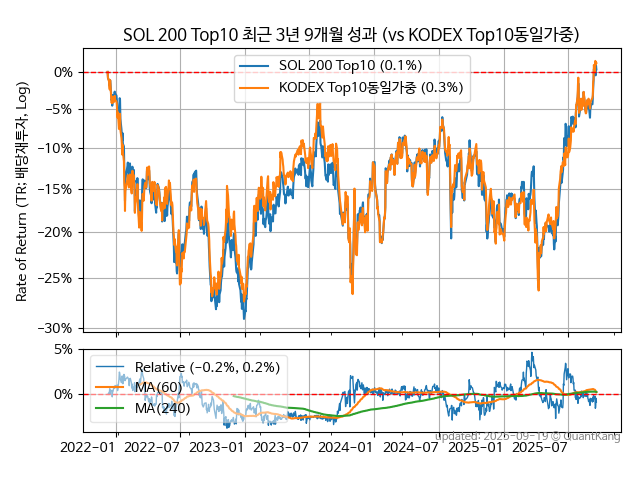 SOL 200 Top10 최근 3년 9개월 성과 (vs KODEX Top10동일가중)
SOL 200 Top10 (0.1%)
KODEX Top10동일가중 (0.3%)
Rate of Return (TR: 배당재투자, Log)
0%
−5%
−10%
−15%
−20%
−25%
−30%
5%
0%
Relative (−0.2%, 0.2%)
MA(60)
MA(240)
Updated: 2025-09-19 © QuantKang
2022−01 2022−07 2023−01 2023−07 2024−01 2024−07 2025−01 2025−07